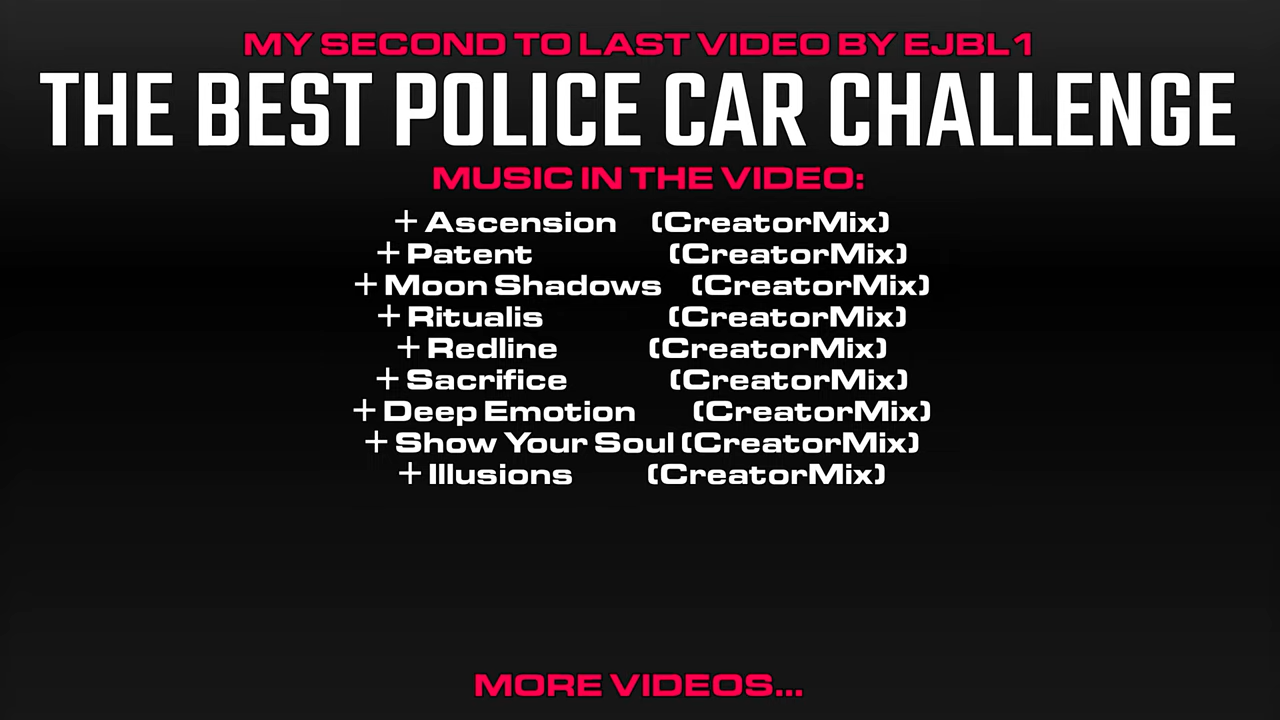 MY SECOND TO LAST VIDEO BY EJBL1
THE BEST POLICE CAR CHALLENGE
MUSIC IN THE VIDEO:
+ Ascension (CreatorMix)
+ Patent (CreatorMix)
+ Moon Shadows (CreatorMix)
+ Ritualis (CreatorMix)
+ Redline (CreatorMix)
+ Sacrifice (CreatorMix)
+ Deep Emotion (CreatorMix)
+ Show Your Soul (CreatorMix)
+ Illusions (CreatorMix)
MORE VIDEOS...